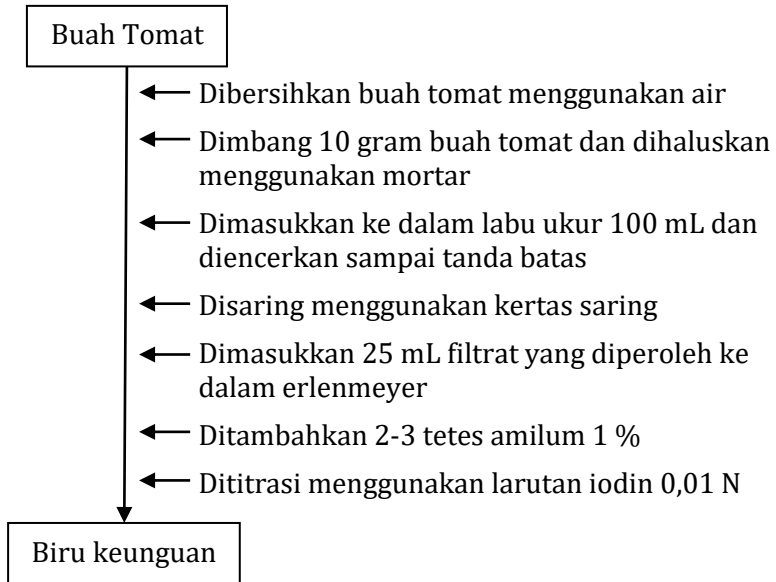 Buah Tomat
Dibersihkan buah tomat menggunakan air
Dimbang 10 gram buah tomat dan dihaluskan
menggunakan mortar
Dimasukkan ke dalam labu ukur 100 mL dan
diencerkan sampai tanda batas
Disaring menggunakan kertas saring
Dimasukkan 25 mL filtrat yang diperoleh ke
dalam erlenmeyer
Ditambahkan 2-3 tetes amilum 1 %
Dititrasi menggunakan larutan iodin 0,01 N
Biru keunguan